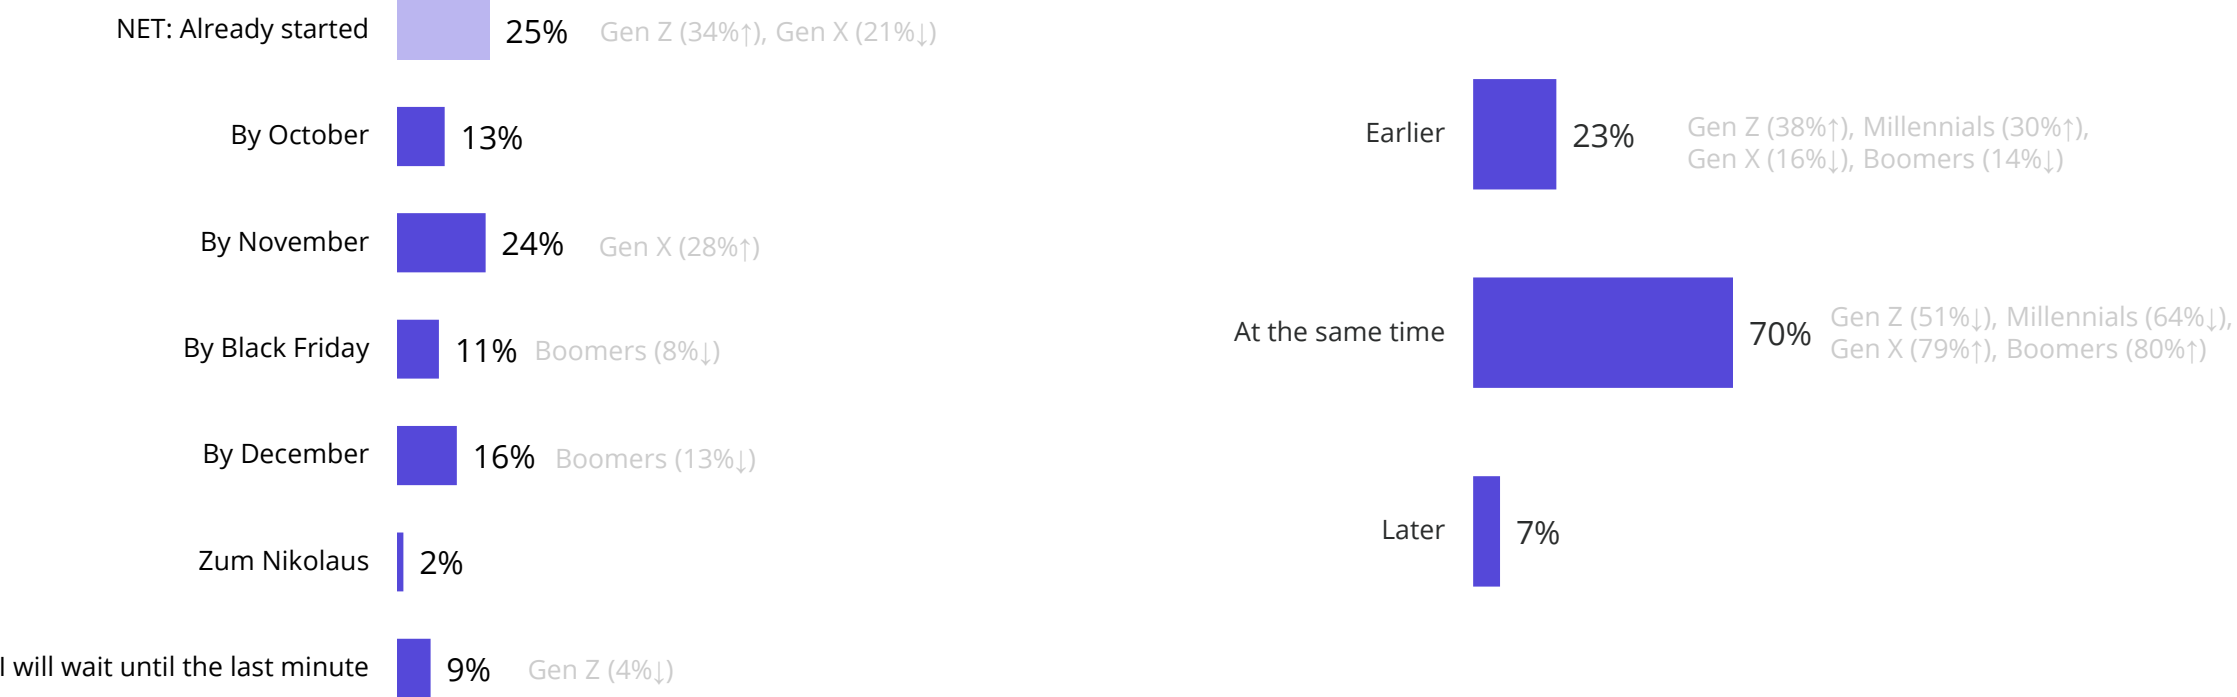 NET: Already started 25% Gen Z (34%↑), Gen X (21%↓)
By October 13%
By November 24% Gen X (28%↑)
By Black Friday 11% Boomers (8%↓)
By December 16% Boomers (13%↓)
Zum Nikolaus 2%
I will wait until the last minute 9% Gen Z (4%↓)
Earlier 23% Gen Z (38%↑), Millennials (30%↑),
Gen X (16%↓), Boomers (14%↓)
At the same time 70% Gen Z (51%↓), Millennials (64%↓),
Gen X (79%↑), Boomers (80%↑)
Later 7%